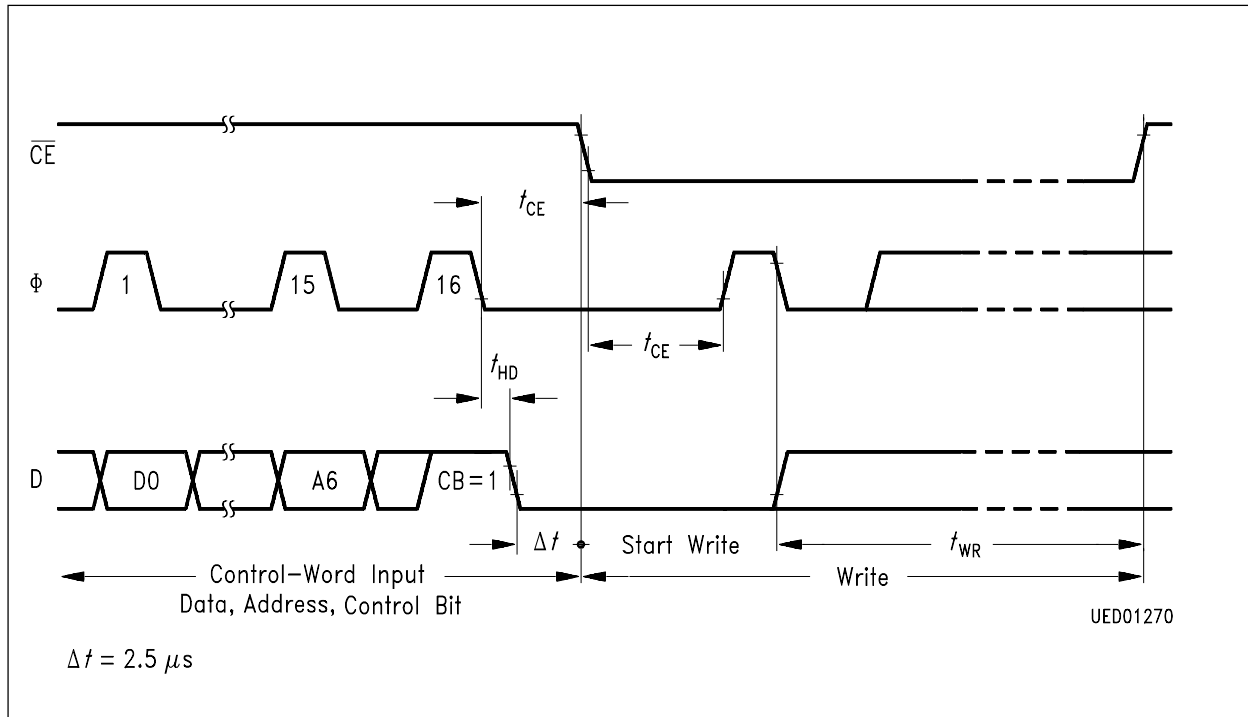 C̅E̅
t_CE
Φ
1
15
16
t_CE
t_HD
D
D0
A6
CB=1
Δt
Start Write
t_WR
Control-Word Input
Data, Address, Control Bit
Write
UED01270
Δt = 2.5 μs